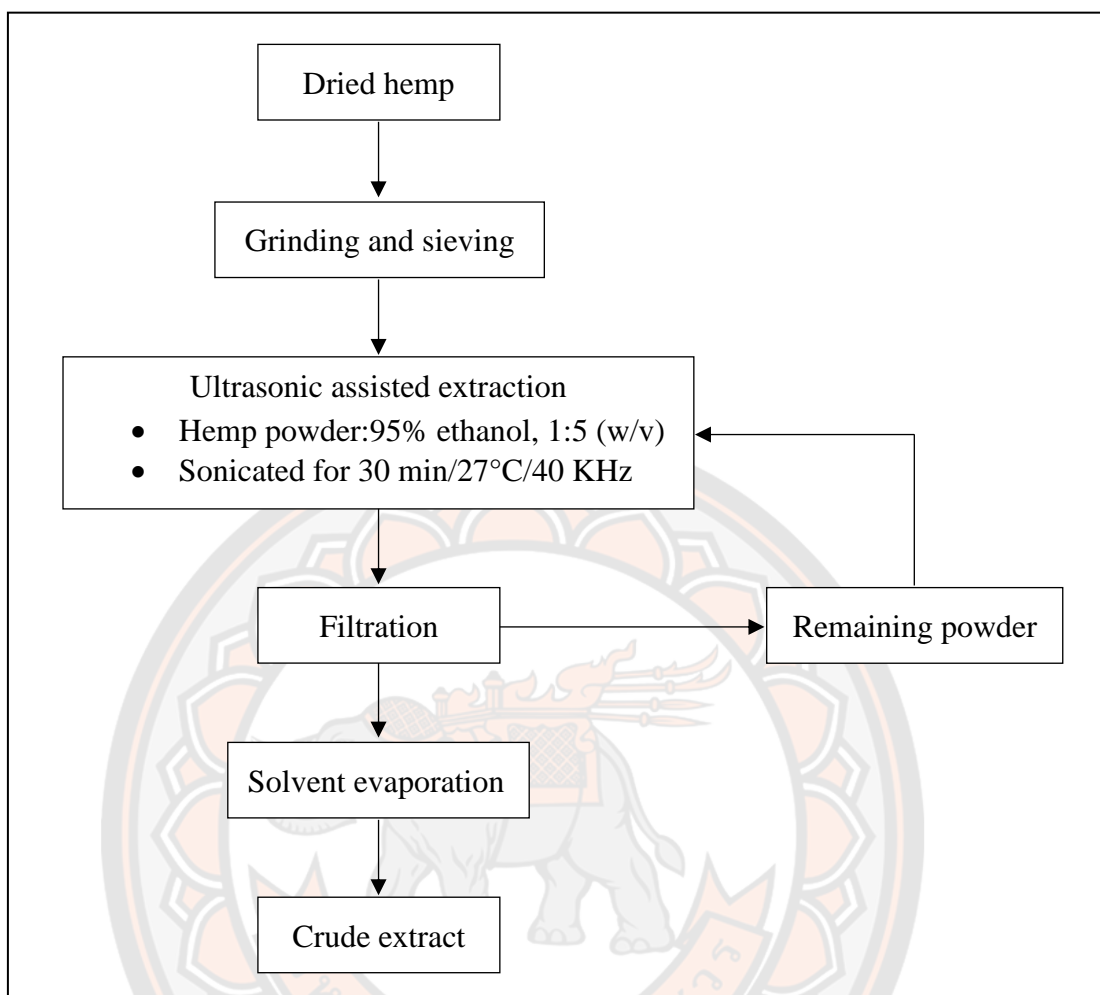 Dried hemp
Grinding and sieving
Ultrasonic assisted extraction
• Hemp powder:95% ethanol, 1:5 (w/v)
• Sonicated for 30 min/27°C/40 KHz
Filtration
Remaining powder
Solvent evaporation
Crude extract